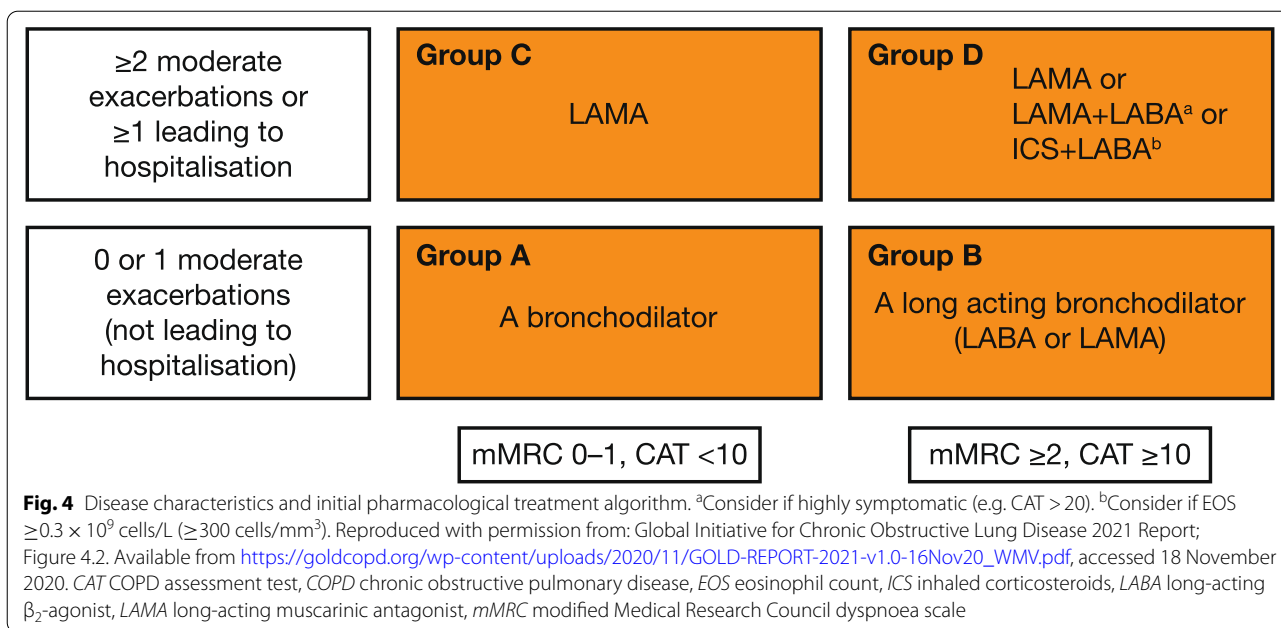 ≥2 moderate
exacerbations or
≥1 leading to
hospitalisation
Group C
LAMA
Group D
LAMA or
LAMA+LABAᵃ or
ICS+LABAᵇ
0 or 1 moderate
exacerbations
(not leading to
hospitalisation)
Group A
A bronchodilator
Group B
A long acting bronchodilator
(LABA or LAMA)
mMRC 0–1, CAT <10
mMRC ≥2, CAT ≥10
Fig. 4 Disease characteristics and initial pharmacological treatment algorithm. ᵃConsider if highly symptomatic (e.g. CAT > 20). ᵇConsider if EOS
≥0.3 × 10⁹ cells/L (≥300 cells/mm³). Reproduced with permission from: Global Initiative for Chronic Obstructive Lung Disease 2021 Report;
Figure 4.2. Available from https://goldcopd.org/wp-content/uploads/2020/11/GOLD-REPORT-2021-v1.0-16Nov20_WMV.pdf, accessed 18 November
2020. CAT COPD assessment test, COPD chronic obstructive pulmonary disease, EOS eosinophil count, ICS inhaled corticosteroids, LABA long-acting
β₂-agonist, LAMA long-acting muscarinic antagonist, mMRC modified Medical Research Council dyspnoea scale